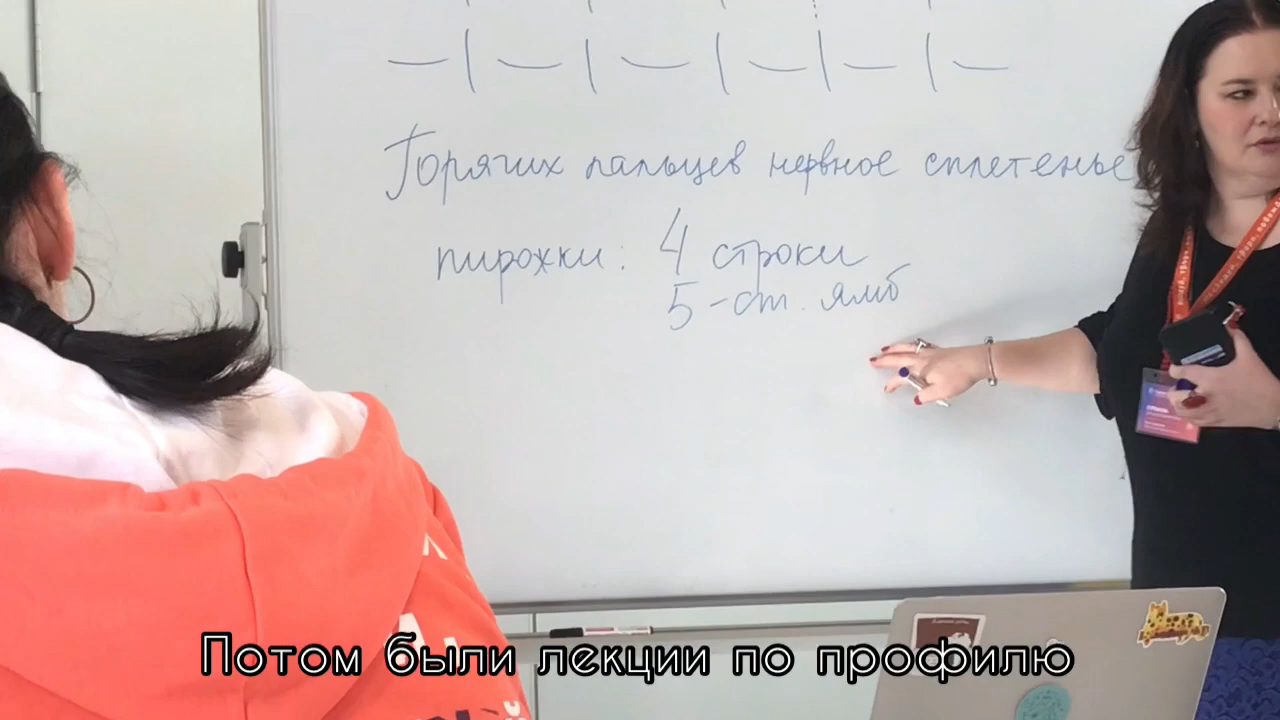 Горячих пальцев нервное сплетенье
пирожки: 4 строки
5-ст. ямб
Потом были лекции по профилю